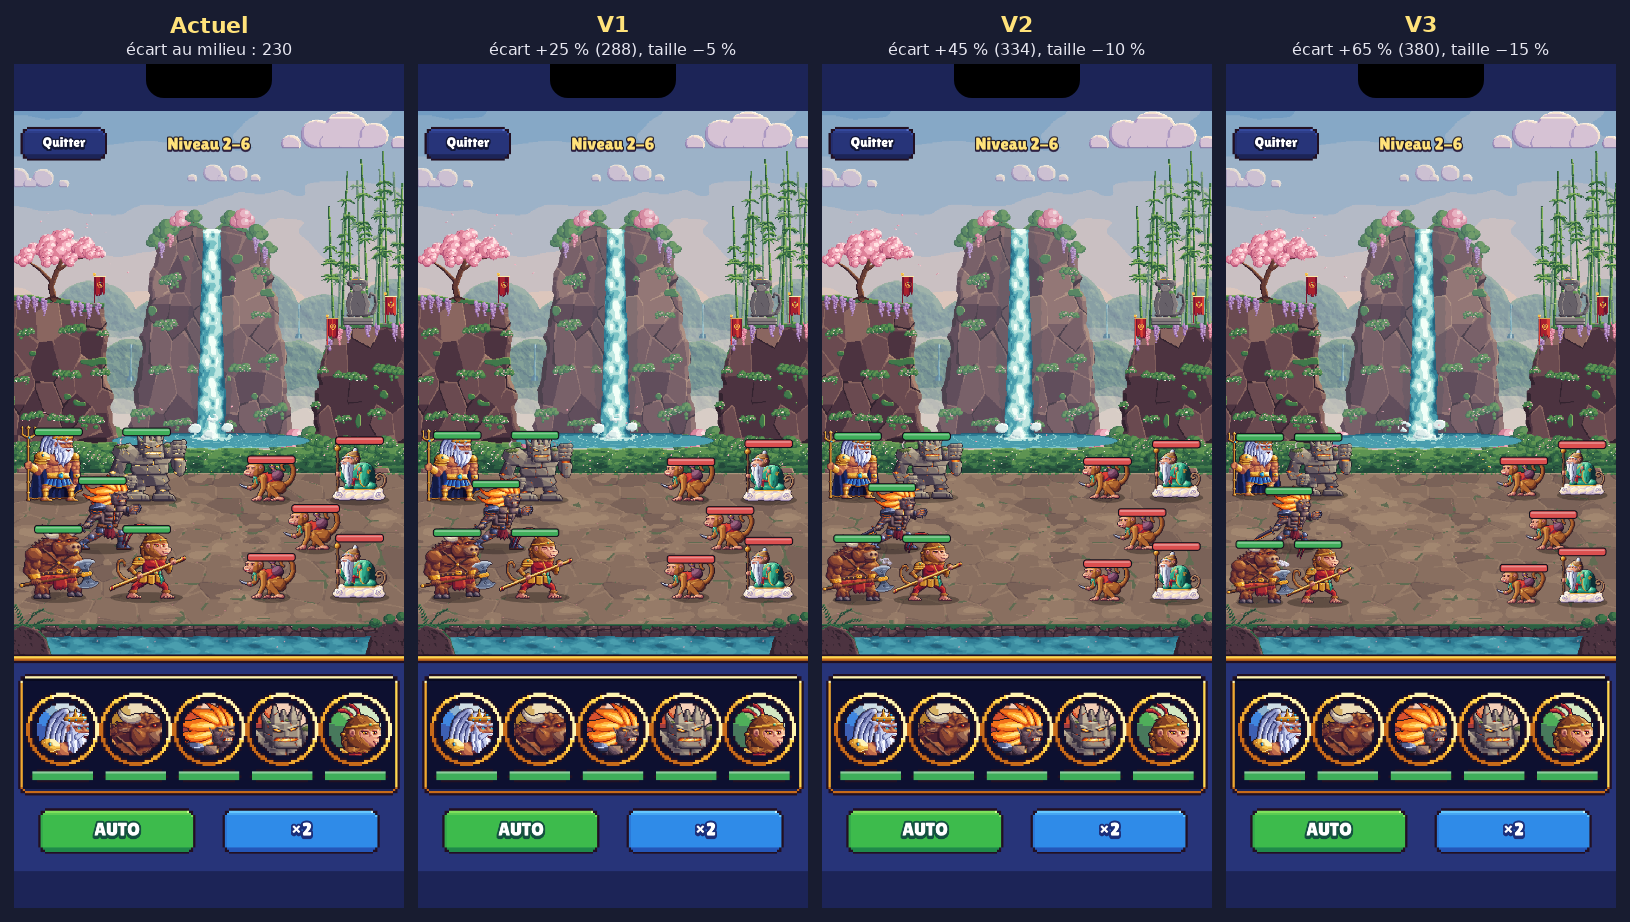 Actuel
écart au milieu : 230
Quitter
Niveau 2-6
AUTO
×2
V1
écart +25 % (288), taille −5 %
Quitter
Niveau 2-6
AUTO
×2
V2
écart +45 % (334), taille −10 %
Quitter
Niveau 2-6
AUTO
×2
V3
écart +65 % (380), taille −15 %
Quitter
Niveau 2-6
AUTO
×2